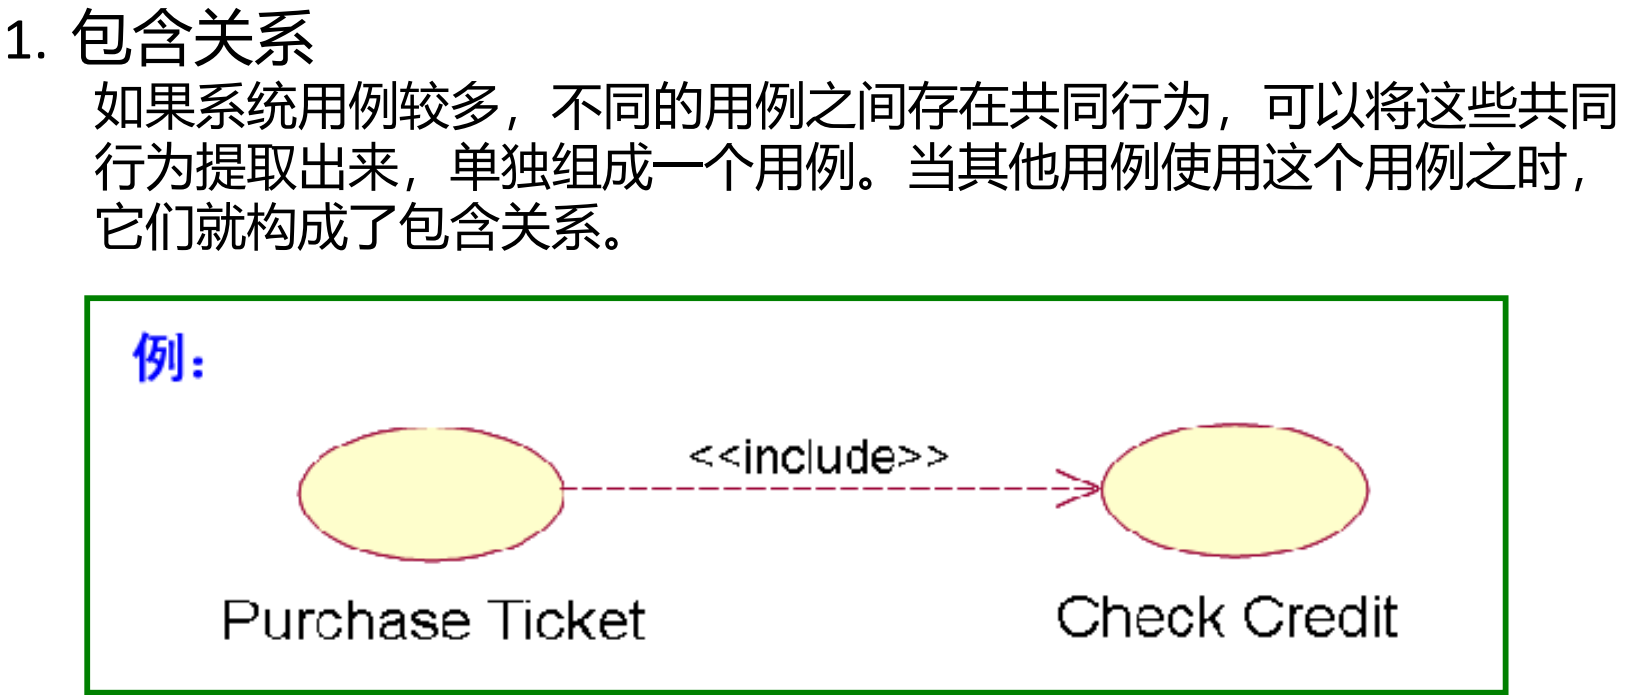 1. 包含关系
如果系统用例较多，不同的用例之间存在共同行为，可以将这些共同
行为提取出来，单独组成一个用例。当其他用例使用这个用例之时，
它们就构成了包含关系。
例：
<<include>>
Purchase Ticket
Check Credit